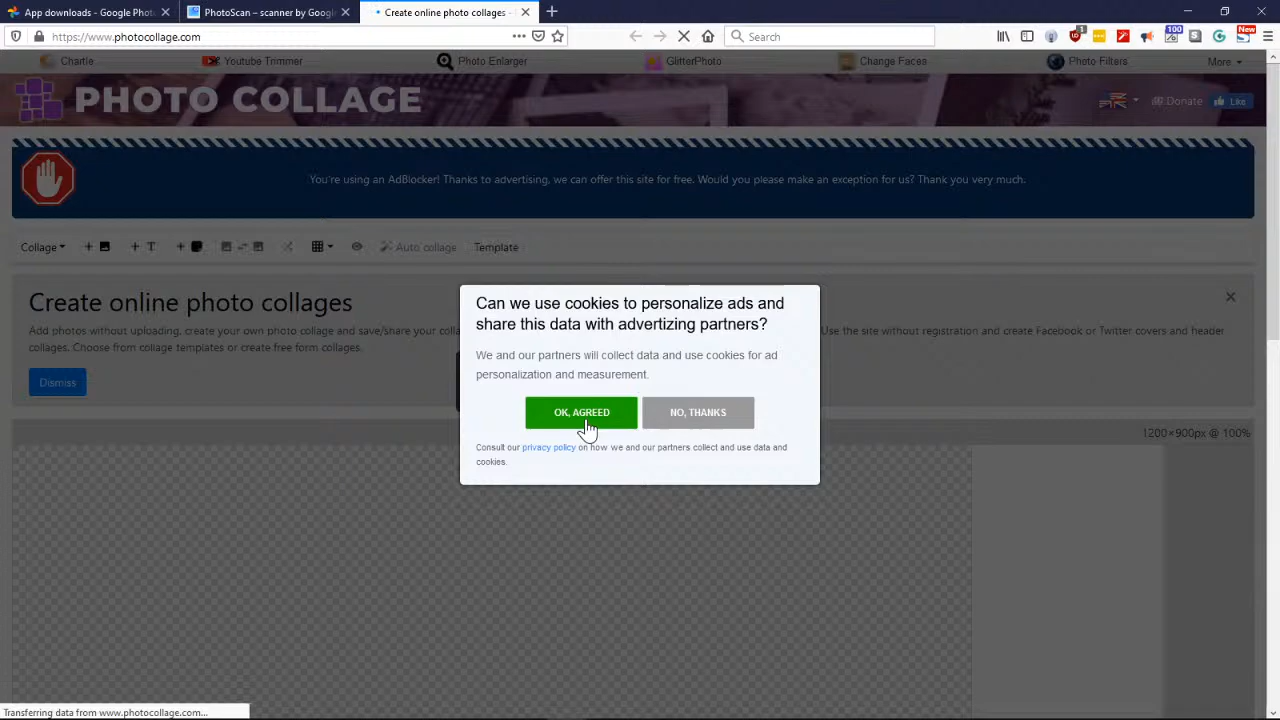 App downloads - Google Photo
PhotoScan – scanner by Googl
Create online photo collages -
https://www.photocollage.com
Search
1
100
S
New
Chartle
Youtube Trimmer
Photo Enlarger
GlitterPhoto
Change Faces
Photo Filters
More
PHOTO COLLAGE
Donate
Like
You're using an AdBlocker! Thanks to advertising, we can offer this site for free. Would you please make an exception for us? Thank you very much.
Collage
T
Auto collage
Template
Create online photo collages
Add photos without uploading, create your own photo collage and save/share your colla
Use the site without registration and create Facebook or Twitter covers and header
collages. Choose from collage templates or create free form collages.
Dismiss
Can we use cookies to personalize ads and
share this data with advertizing partners?
We and our partners will collect data and use cookies for ad
personalization and measurement.
OK, AGREED
NO, THANKS
Consult our privacy policy on how we and our partners collect and use data and
cookies.
1200×900px @ 100%
Transferring data from www.photocollage.com...